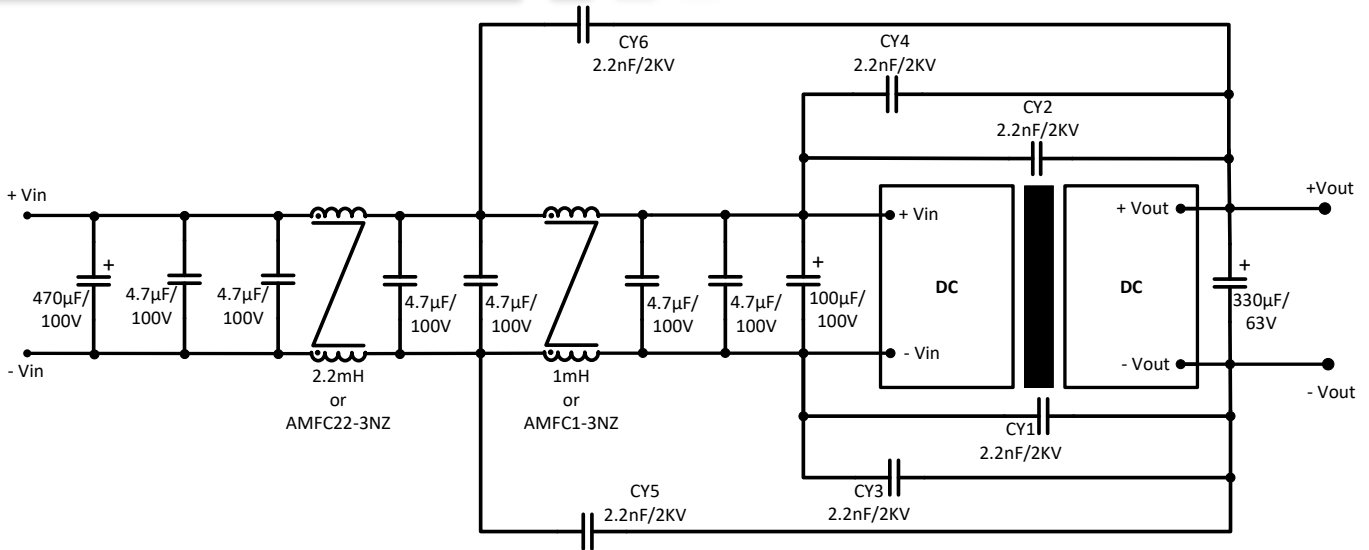 CY6
2.2nF/2KV
CY4
2.2nF/2KV
CY2
2.2nF/2KV
+ Vin
+ Vin
+ Vout
+Vout
470µF/
100V
+
4.7µF/
100V
4.7µF/
100V
4.7µF/
100V
4.7µF/
100V
4.7µF/
100V
4.7µF/
100V
+
100µF/
100V
DC
DC
+
330µF/
63V
- Vin
- Vin
- Vout
- Vout
2.2mH
or
AMFC22-3NZ
1mH
or
AMFC1-3NZ
CY1
2.2nF/2KV
CY5
2.2nF/2KV
CY3
2.2nF/2KV